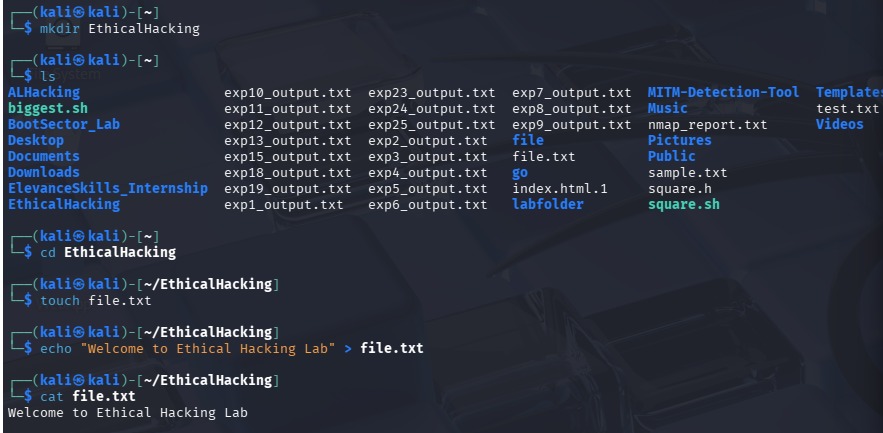 ┌──(kali㉿kali)-[~]
└─$ mkdir EthicalHacking
┌──(kali㉿kali)-[~]
└─$ ls
ALHacking exp10_output.txt exp23_output.txt exp7_output.txt MITM-Detection-Tool Templates
biggest.sh exp11_output.txt exp24_output.txt exp8_output.txt Music test.txt
BootSector_Lab exp12_output.txt exp25_output.txt exp9_output.txt nmap_report.txt Videos
Desktop exp13_output.txt exp2_output.txt file Pictures
Documents exp15_output.txt exp3_output.txt file.txt Public
Downloads exp18_output.txt exp4_output.txt go sample.txt
ElevanceSkills_Internship exp19_output.txt exp5_output.txt index.html.1 square.h
EthicalHacking exp1_output.txt exp6_output.txt labfolder square.sh
┌──(kali㉿kali)-[~]
└─$ cd EthicalHacking
┌──(kali㉿kali)-[~/EthicalHacking]
└─$ touch file.txt
┌──(kali㉿kali)-[~/EthicalHacking]
└─$ echo "Welcome to Ethical Hacking Lab" > file.txt
┌──(kali㉿kali)-[~/EthicalHacking]
└─$ cat file.txt
Welcome to Ethical Hacking Lab